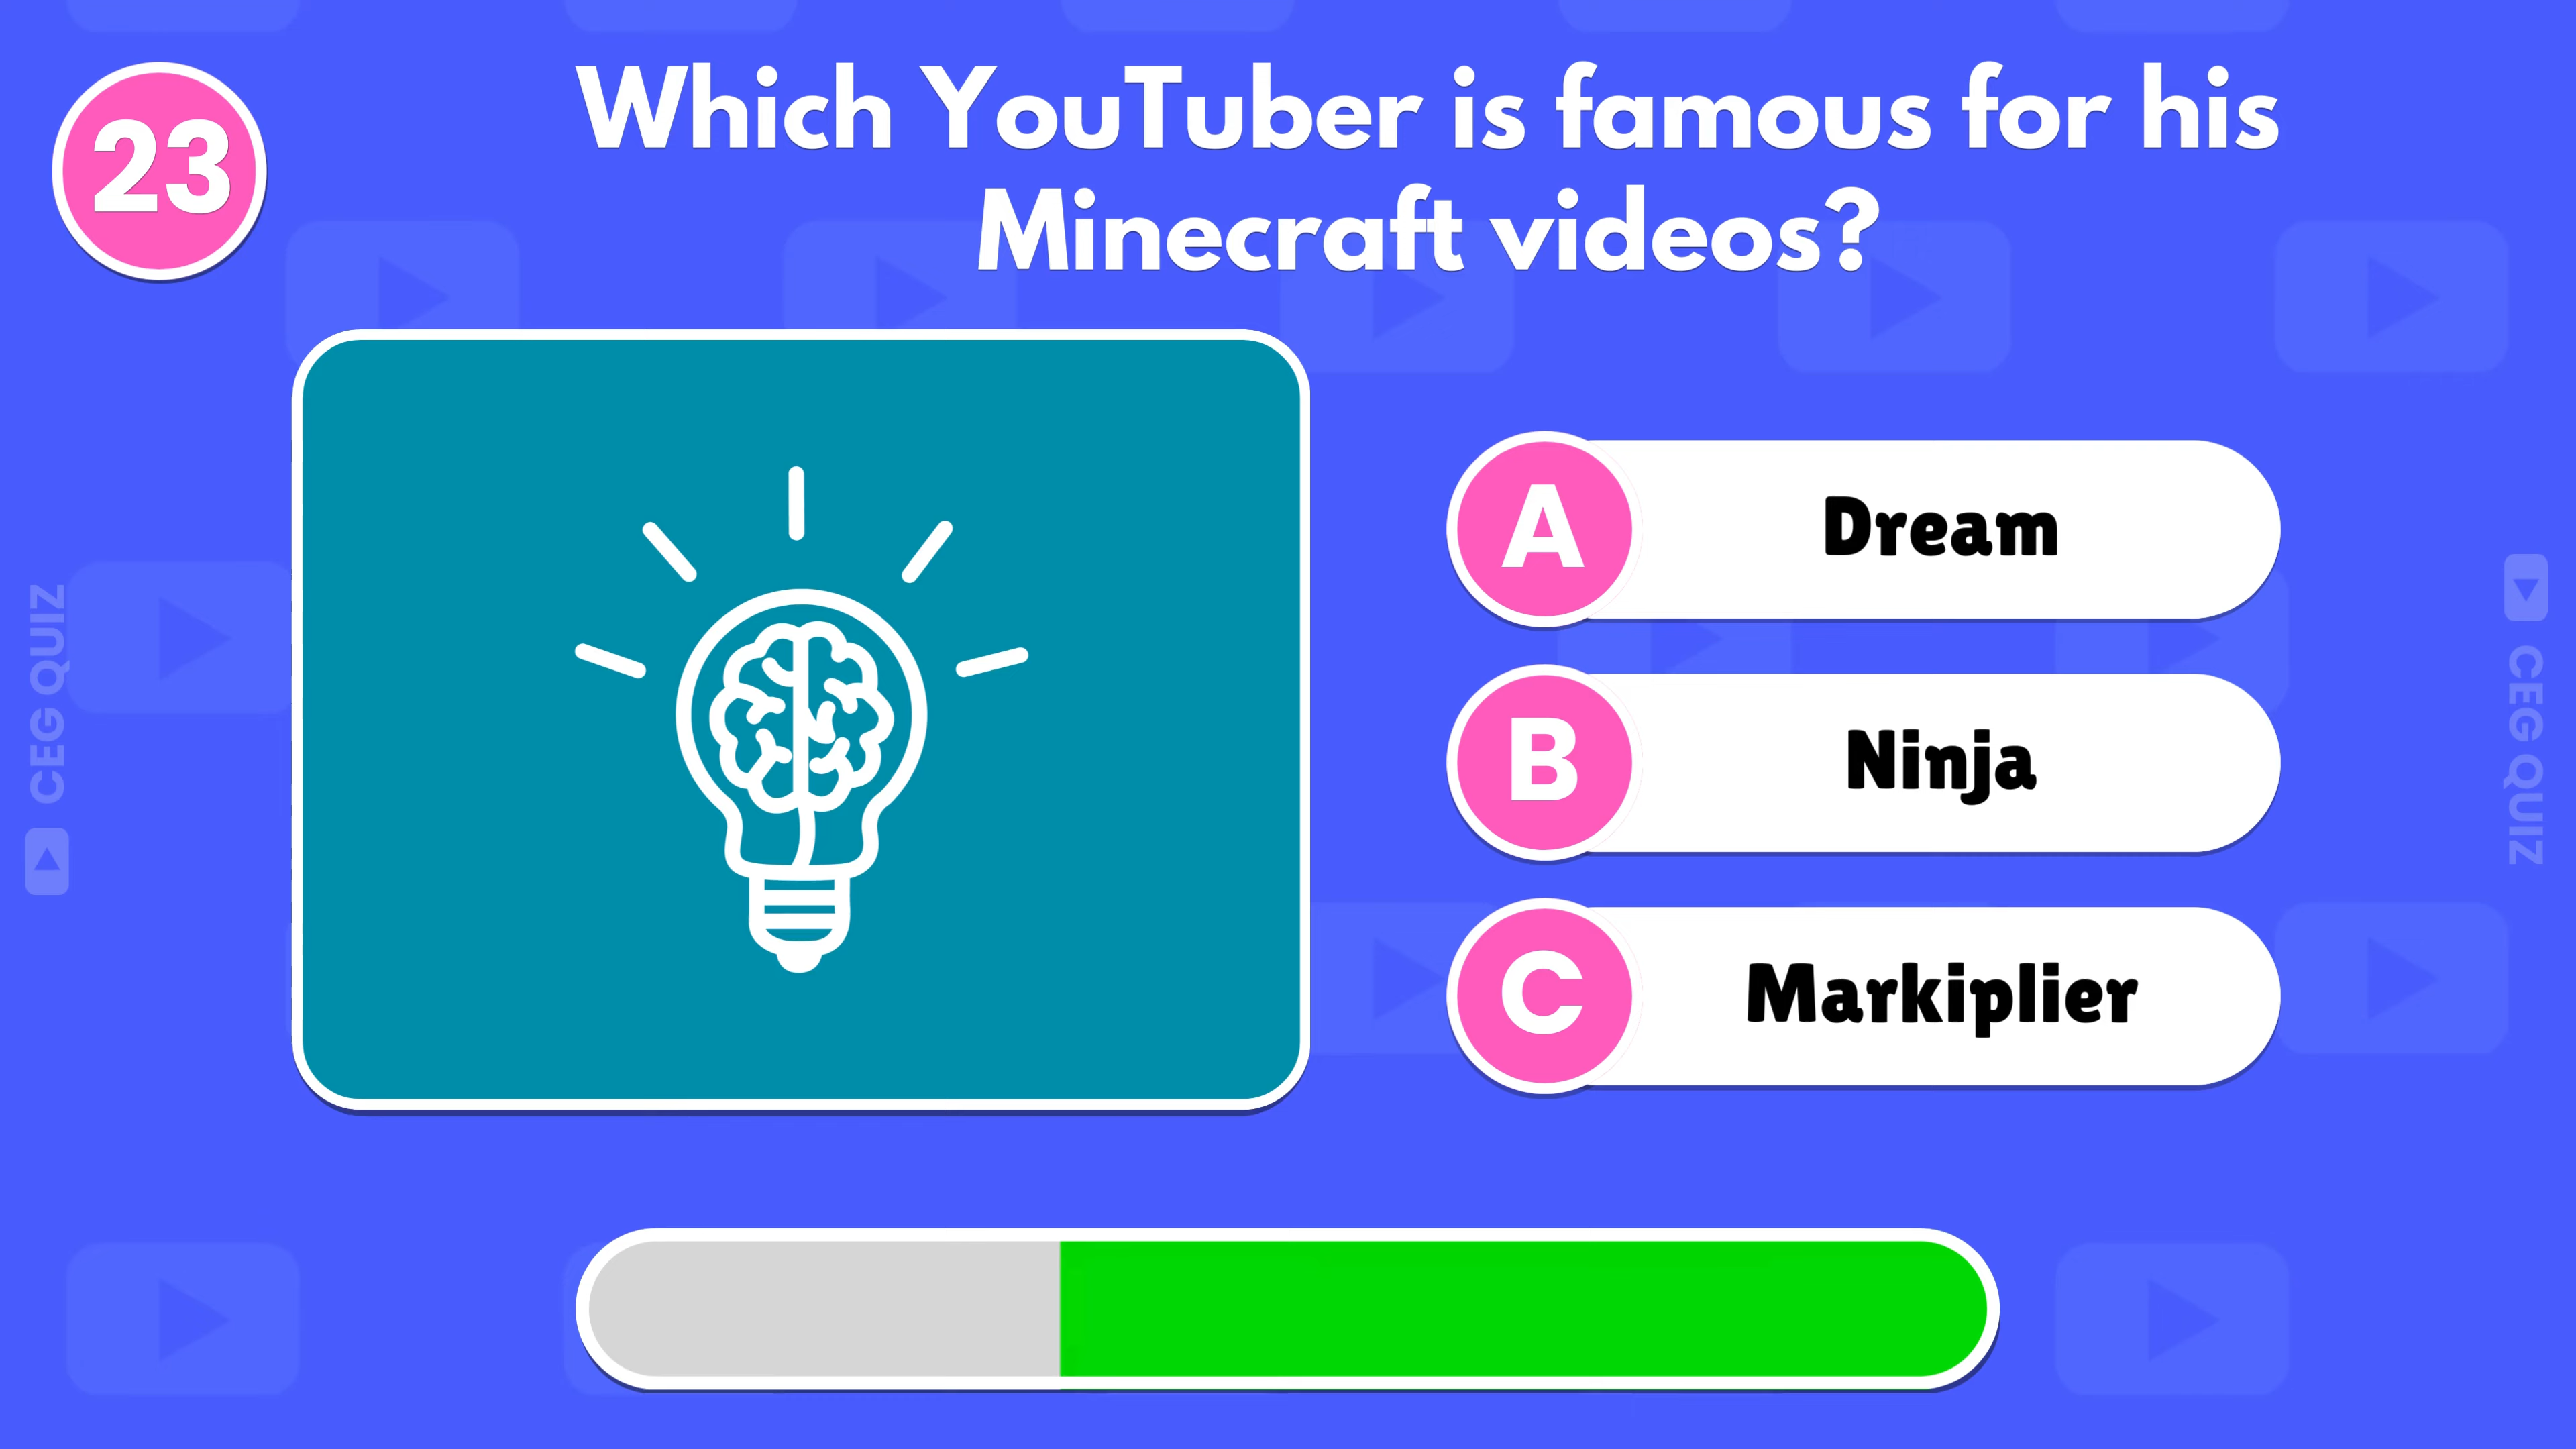 23
Which YouTuber is famous for his
Minecraft videos?
A
Dream
B
Ninja
C
Markiplier
CEG QUIZ
CEG QUIZ